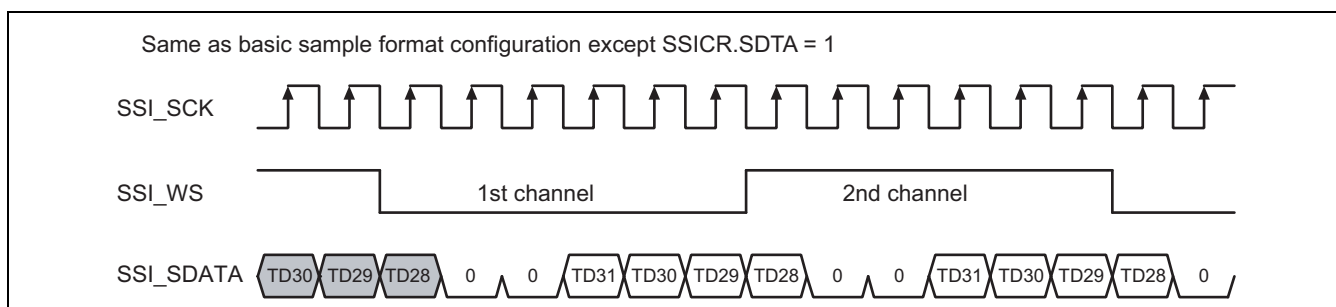 Same as basic sample format configuration except SSICR.SDTA = 1
SSI_SCK
SSI_WS 1st channel 2nd channel
SSI_SDATA TD30 TD29 TD28 0 0 TD31 TD30 TD29 TD28 0 0 TD31 TD30 TD29 TD28 0